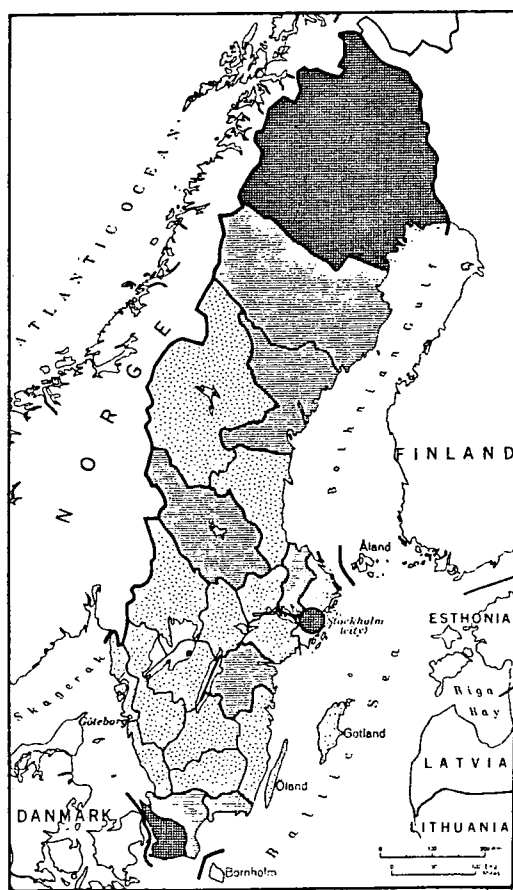 ATLANTIC OCEAN
NORGE
Bothnian Gulf
FINLAND
Åland
Stockholm
(city)
ESTHONIA
Skagerak
Riga
Bay
Göteborg
Gotland
Baltic Sea
LATVIA
Öland
DANMARK
LITHUANIA
Bornholm